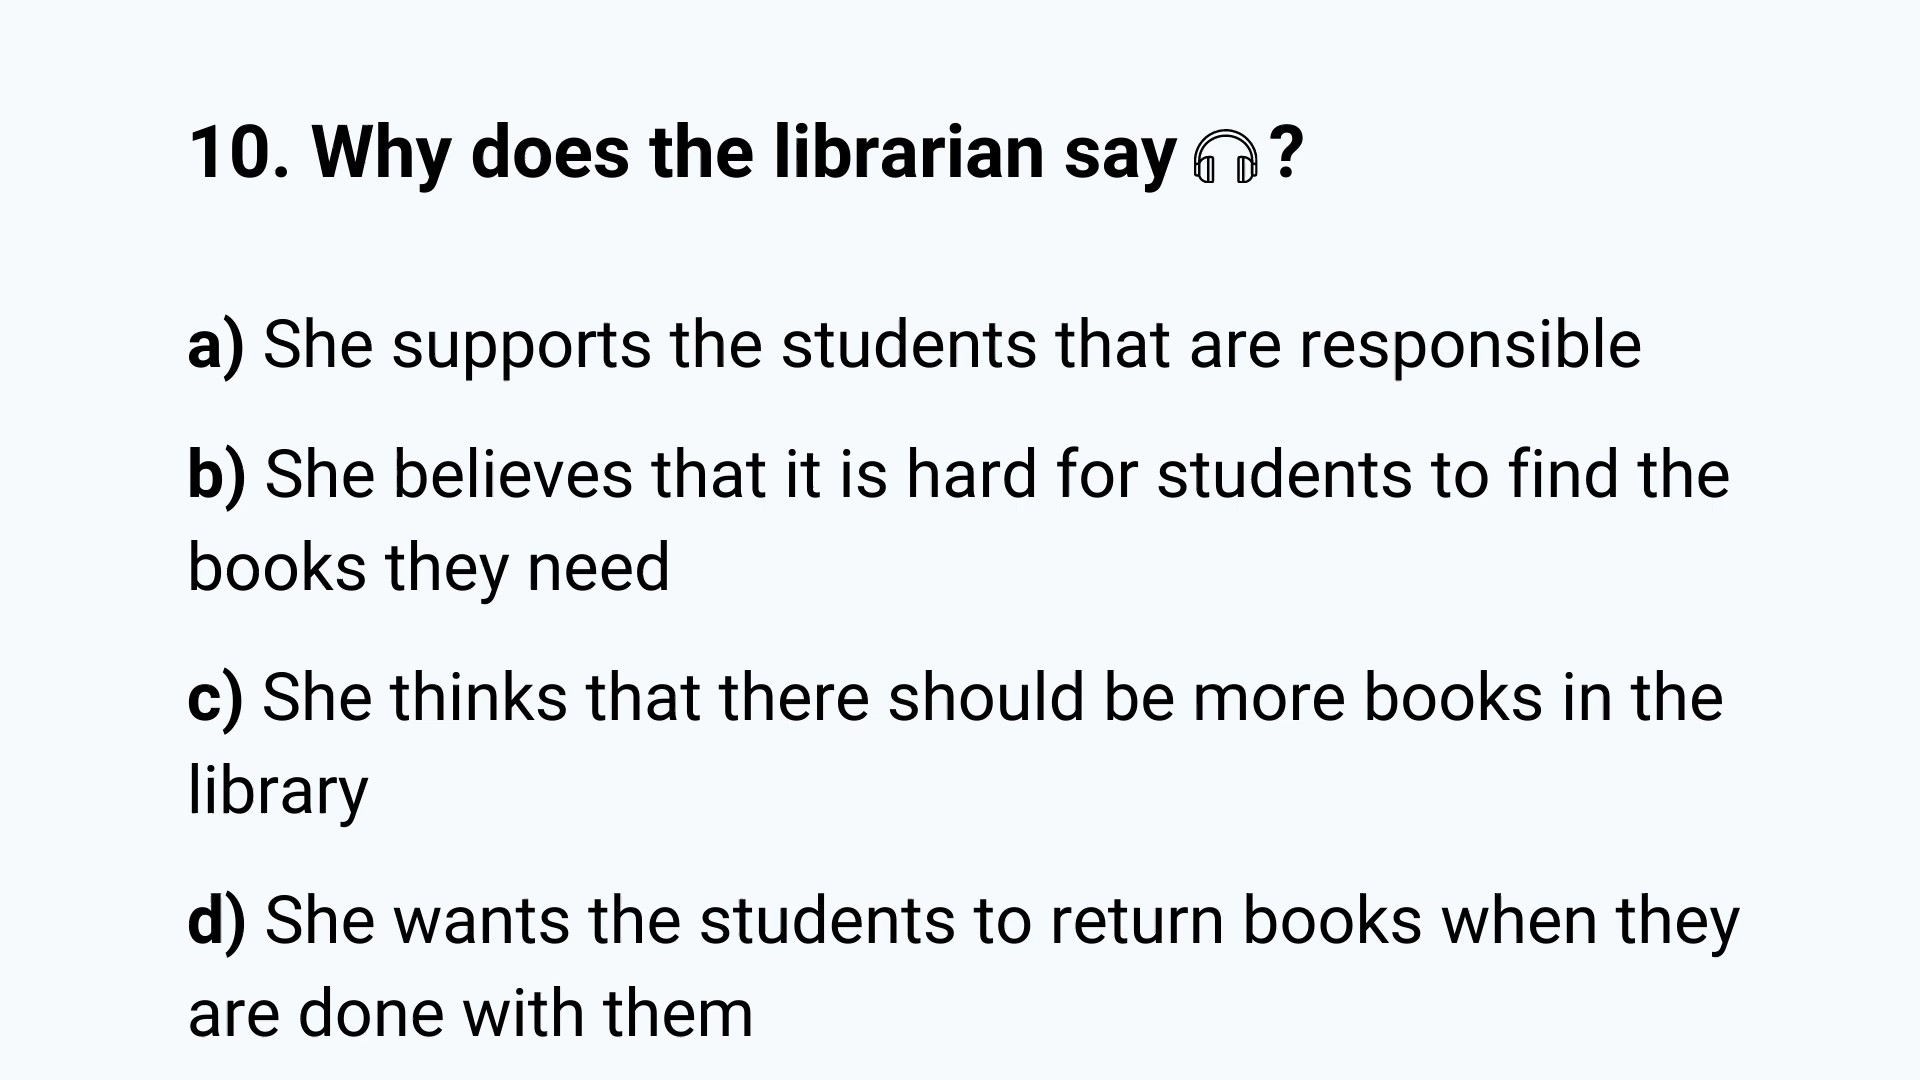 10. Why does the librarian say 🎧?
a) She supports the students that are responsible
b) She believes that it is hard for students to find the
books they need
c) She thinks that there should be more books in the
library
d) She wants the students to return books when they
are done with them